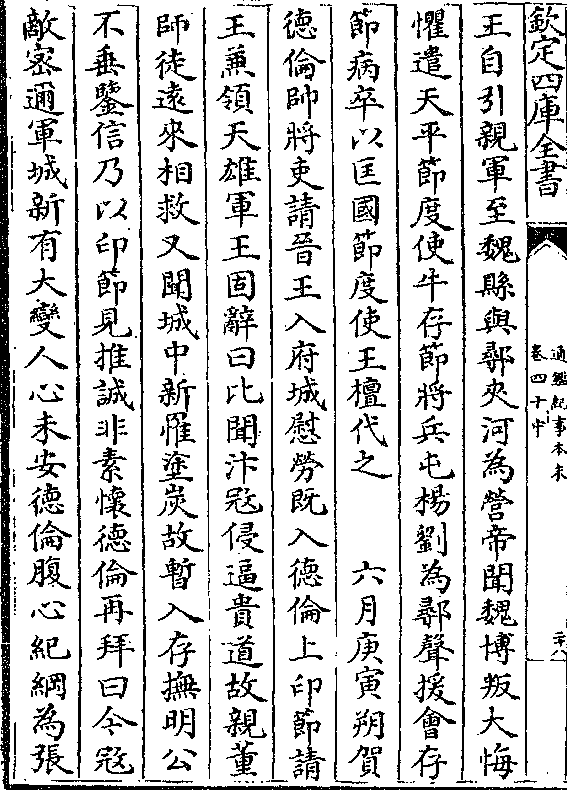 欽定四庫全書
通鑑紀事本末
卷四十中
三八
王自引親軍至魏縣與鄩夾河為營帝聞魏博叛大悔
懼遣天平節度使牛存節將兵屯楊劉為鄩聲援會存
節病卒以匡國節度使王檀代之　六月庚寅朔賀
德倫帥將吏請晉王入府城慰勞既入德倫上印節請
王兼領天雄軍王固辭曰比聞汴㓂侵逼貴道故親董
師徒逺來相救又聞城中新罹塗炭故暫入存撫明公
不垂鑒信乃以印節見推誠非素懷德倫再拜曰今㓂
敵密邇軍城新有大變人心未安德倫腹心紀綱為張